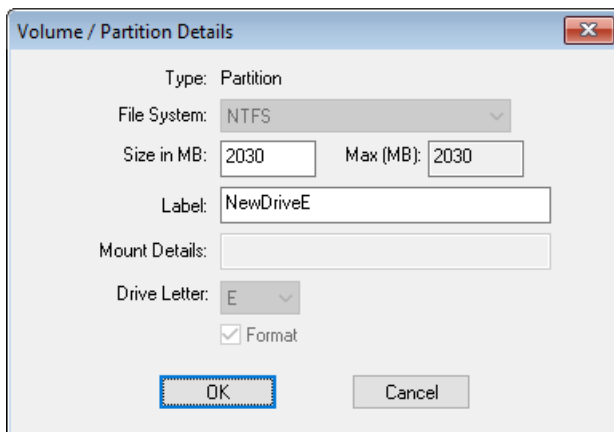 Volume / Partition Details
Type: Partition
File System: NTFS
Size in MB: 2030 Max (MB): 2030
Label: NewDriveE
Mount Details:
Drive Letter: E
Format
OK Cancel